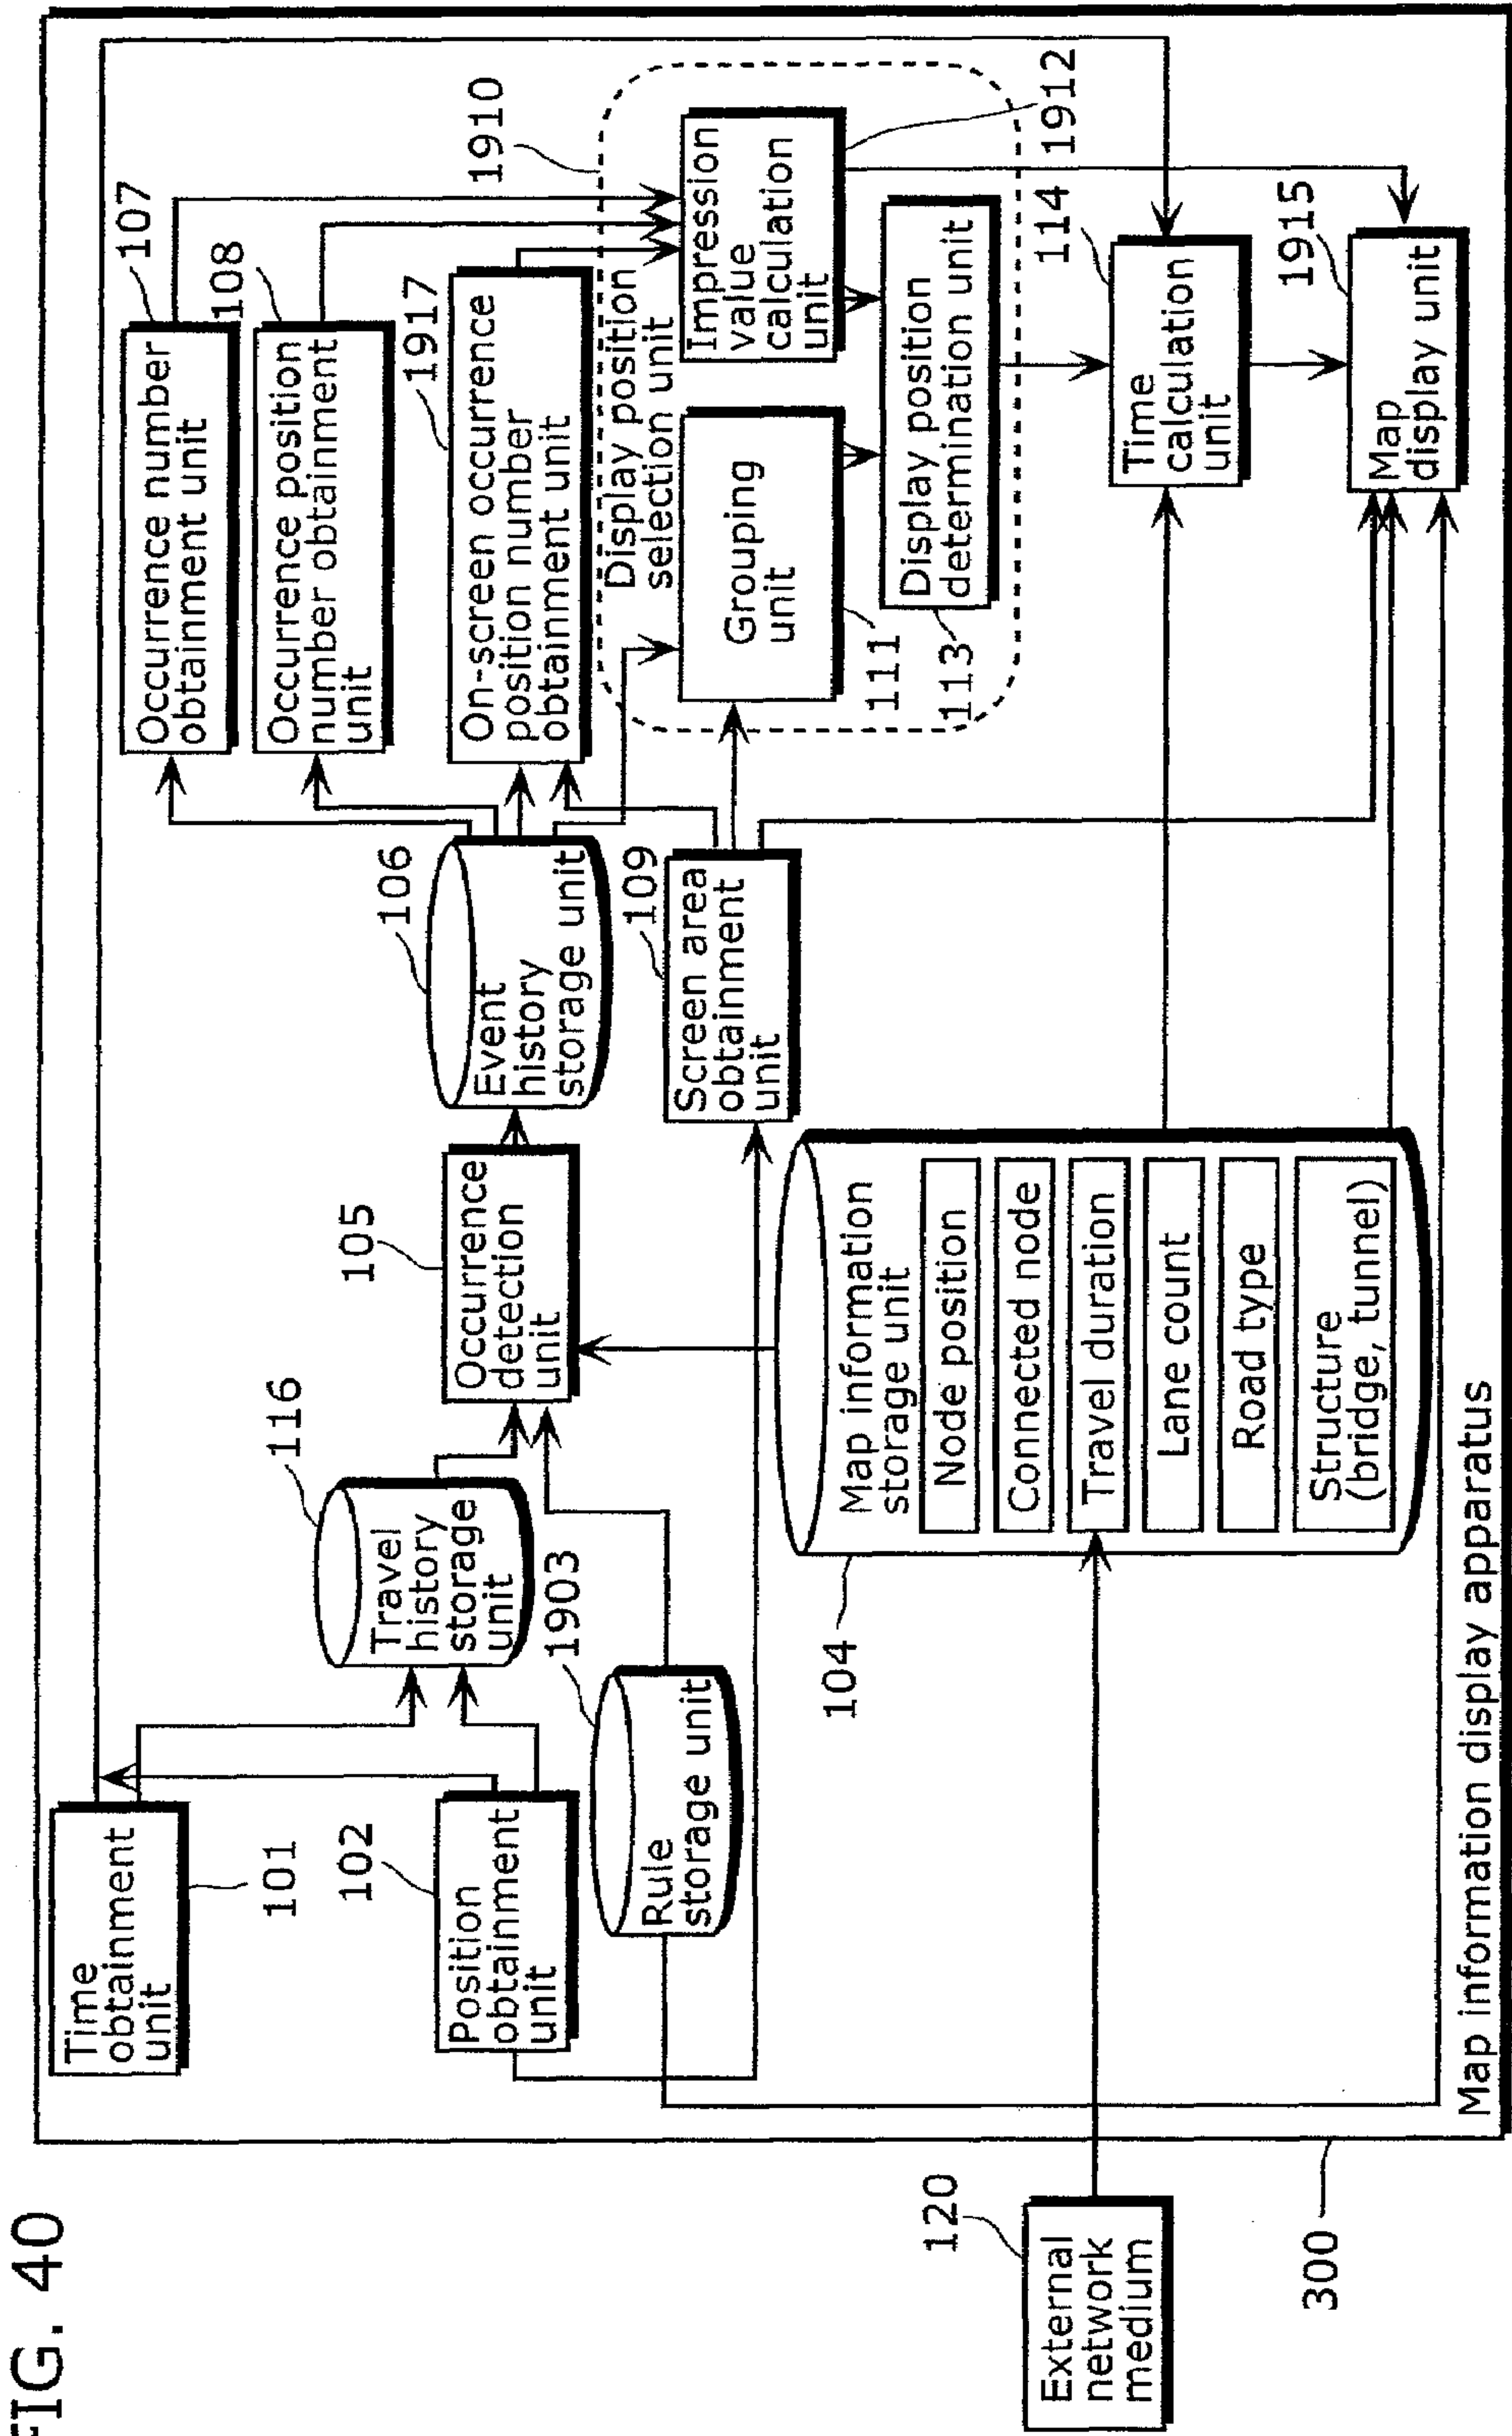 FIG. 40
Time
obtainment
unit
101
Position
obtainment
unit
102
Travel
history
storage
unit
116
Rule
storage unit
1903
Occurrence
detection
unit
105
Event
history
storage unit
106
Screen area
obtainment
unit
109
Map information
storage unit
Node position
Connected node
Travel duration
Lane count
Road type
Structure
(bridge, tunnel)
104
Occurrence number
obtainment unit
107
Occurrence position
number obtainment
unit
108
On-screen occurrence
position number
obtainment unit
1917
Display position
selection unit
1910
Grouping
unit
111
Impression
value
calculation
unit
1912
Display position
determination unit
113
Time
calculation
unit
114
Map
display unit
1915
External
network
medium
120
300
Map information display apparatus